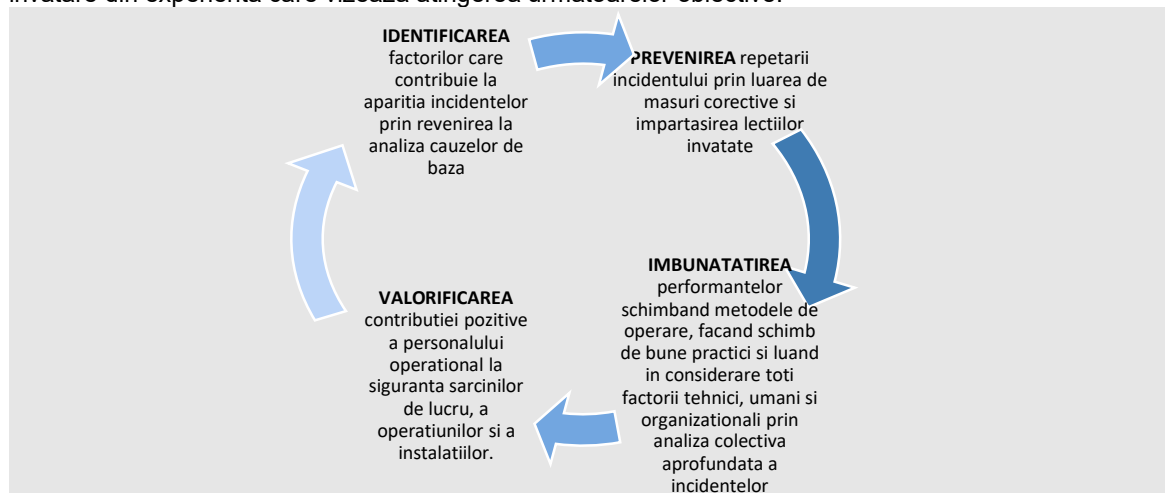 invatare din experienta care vizeaza atingerea urmatoarelor obiective:
IDENTIFICAREA
factorilor care
contribuie la
aparitia incidentelor
prin revenirea la
analiza cauzelor de
baza
PREVENIREA repetarii
incidentului prin luarea de
masuri corective si
impartasirea lectiilor
invatate
IMBUNATATIREA
performantelor
schimband metodele de
operare, facand schimb
de bune practici si luand
in considerare toti
factorii tehnici, umani si
organizationali prin
analiza colectiva
aprofundata a
incidentelor
VALORIFICAREA
contributiei pozitive
a personalului
operational la
siguranta sarcinilor
de lucru, a
operatiunilor si a
instalatiilor.